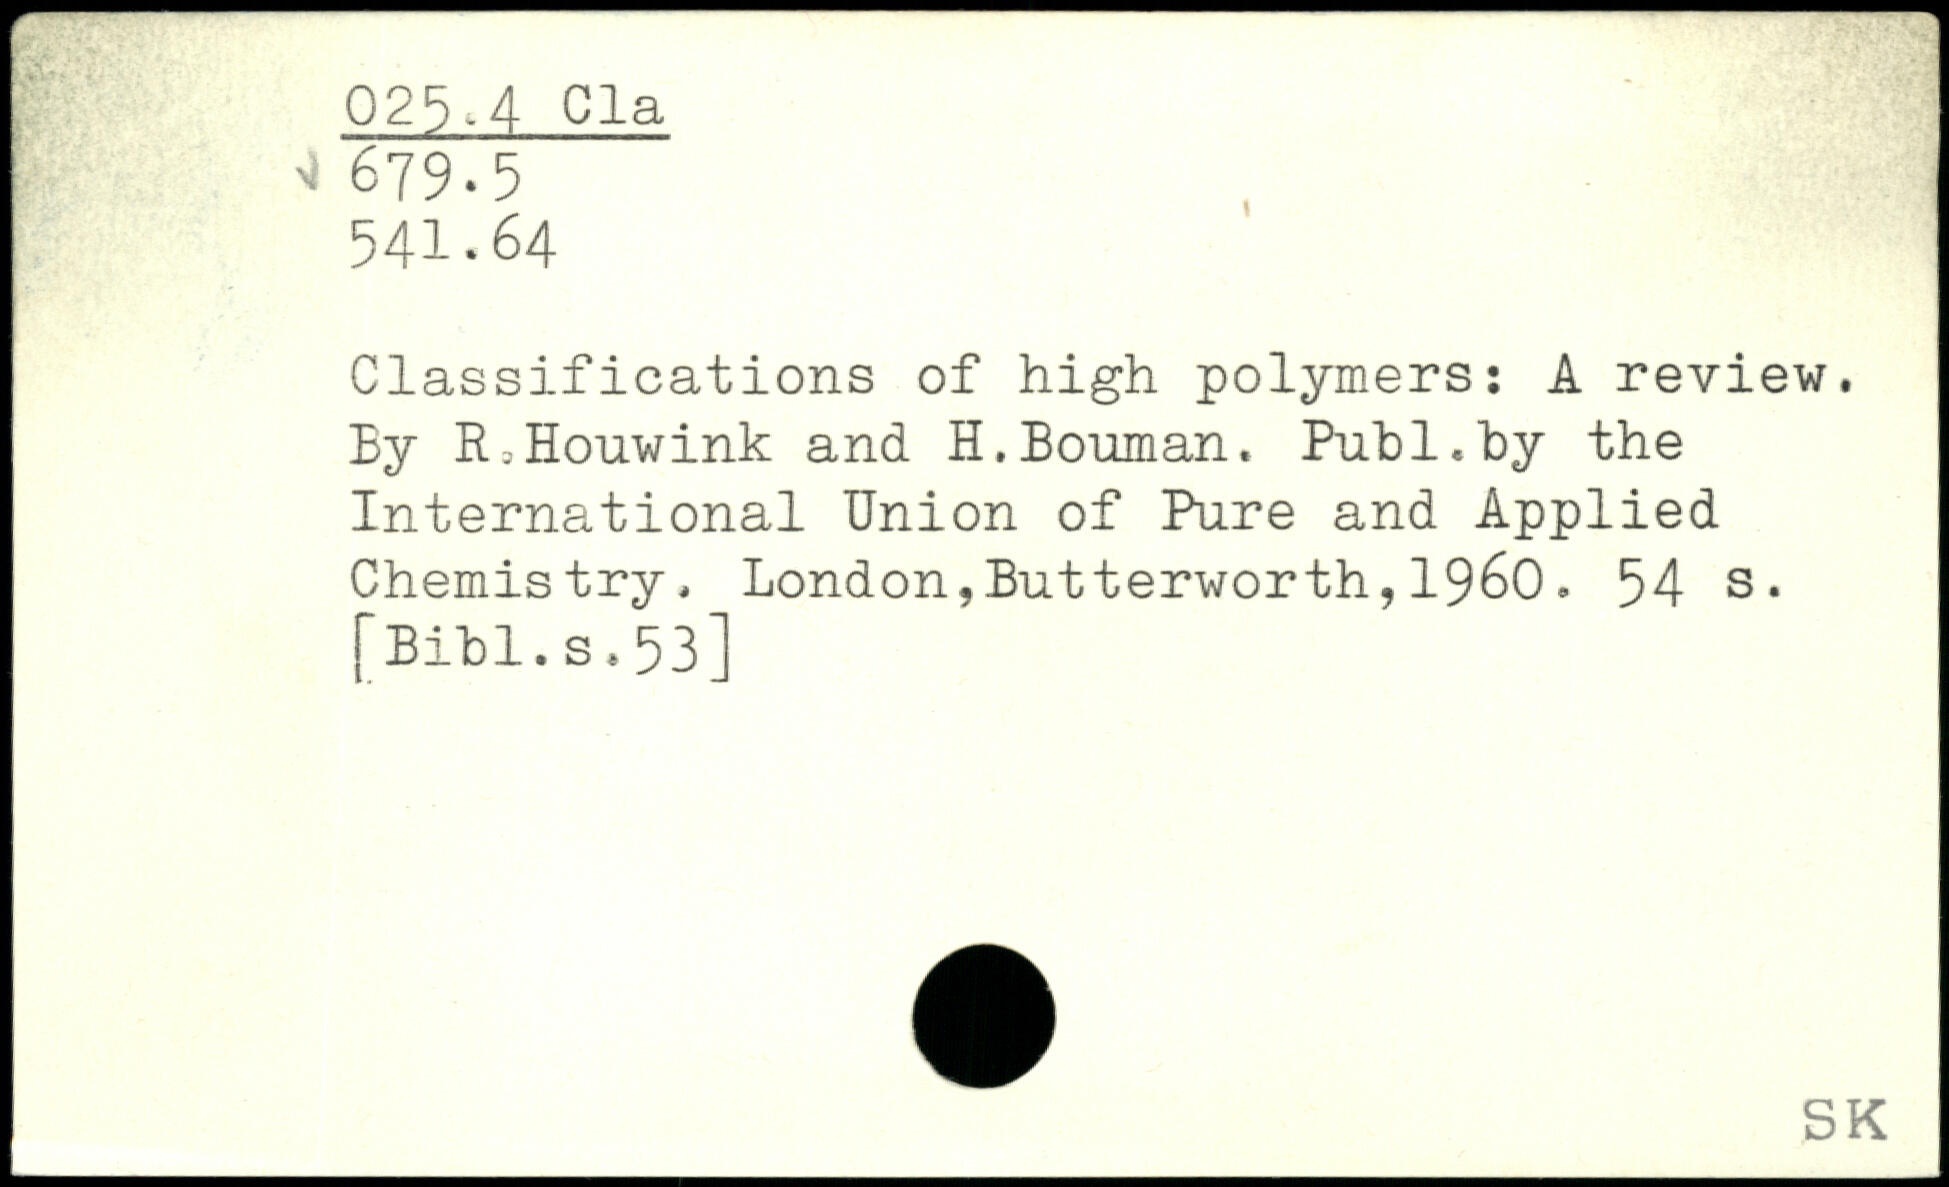 025.4 Cla
679.5
541.64
Classifications of high polymers: A review.
By R.Houwink and H.Bouman. Publ.by the
International Union of Pure and Applied
Chemistry. London,Butterworth,1960. 54 s.
[Bibl.s.53]
SK